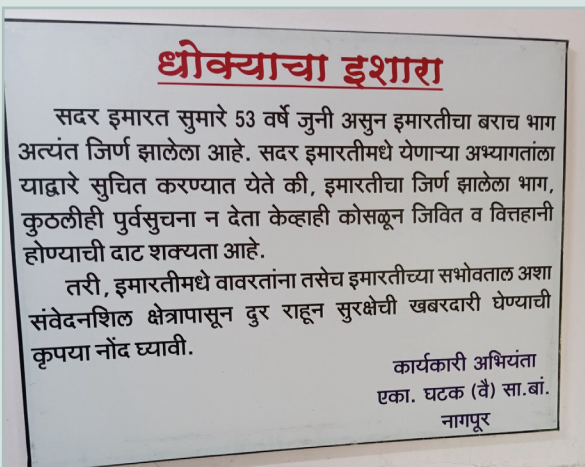 धोक्याचा इशारा
सदर इमारत सुमारे 53 वर्षे जुनी असुन इमारतीचा बराच भाग
अत्यंत जिर्ण झालेला आहे. सदर इमारतीमधे येणाऱ्या अभ्यागतांला
याद्वारे सुचित करण्यात येते की, इमारतीचा जिर्ण झालेला भाग,
कुठलीही पुर्वसुचना न देता केव्हाही कोसळून जिवित व वित्तहानी
होण्याची दाट शक्यता आहे.
तरी, इमारतीमधे वावरतांना तसेच इमारतीच्या सभोवताल अशा
संवेदनशिल क्षेत्रापासून दुर राहून सुरक्षेची खबरदारी घेण्याची
कृपया नोंद घ्यावी.
कार्यकारी अभियंता
एका. घटक (वै) सा.बां.
नागपूर